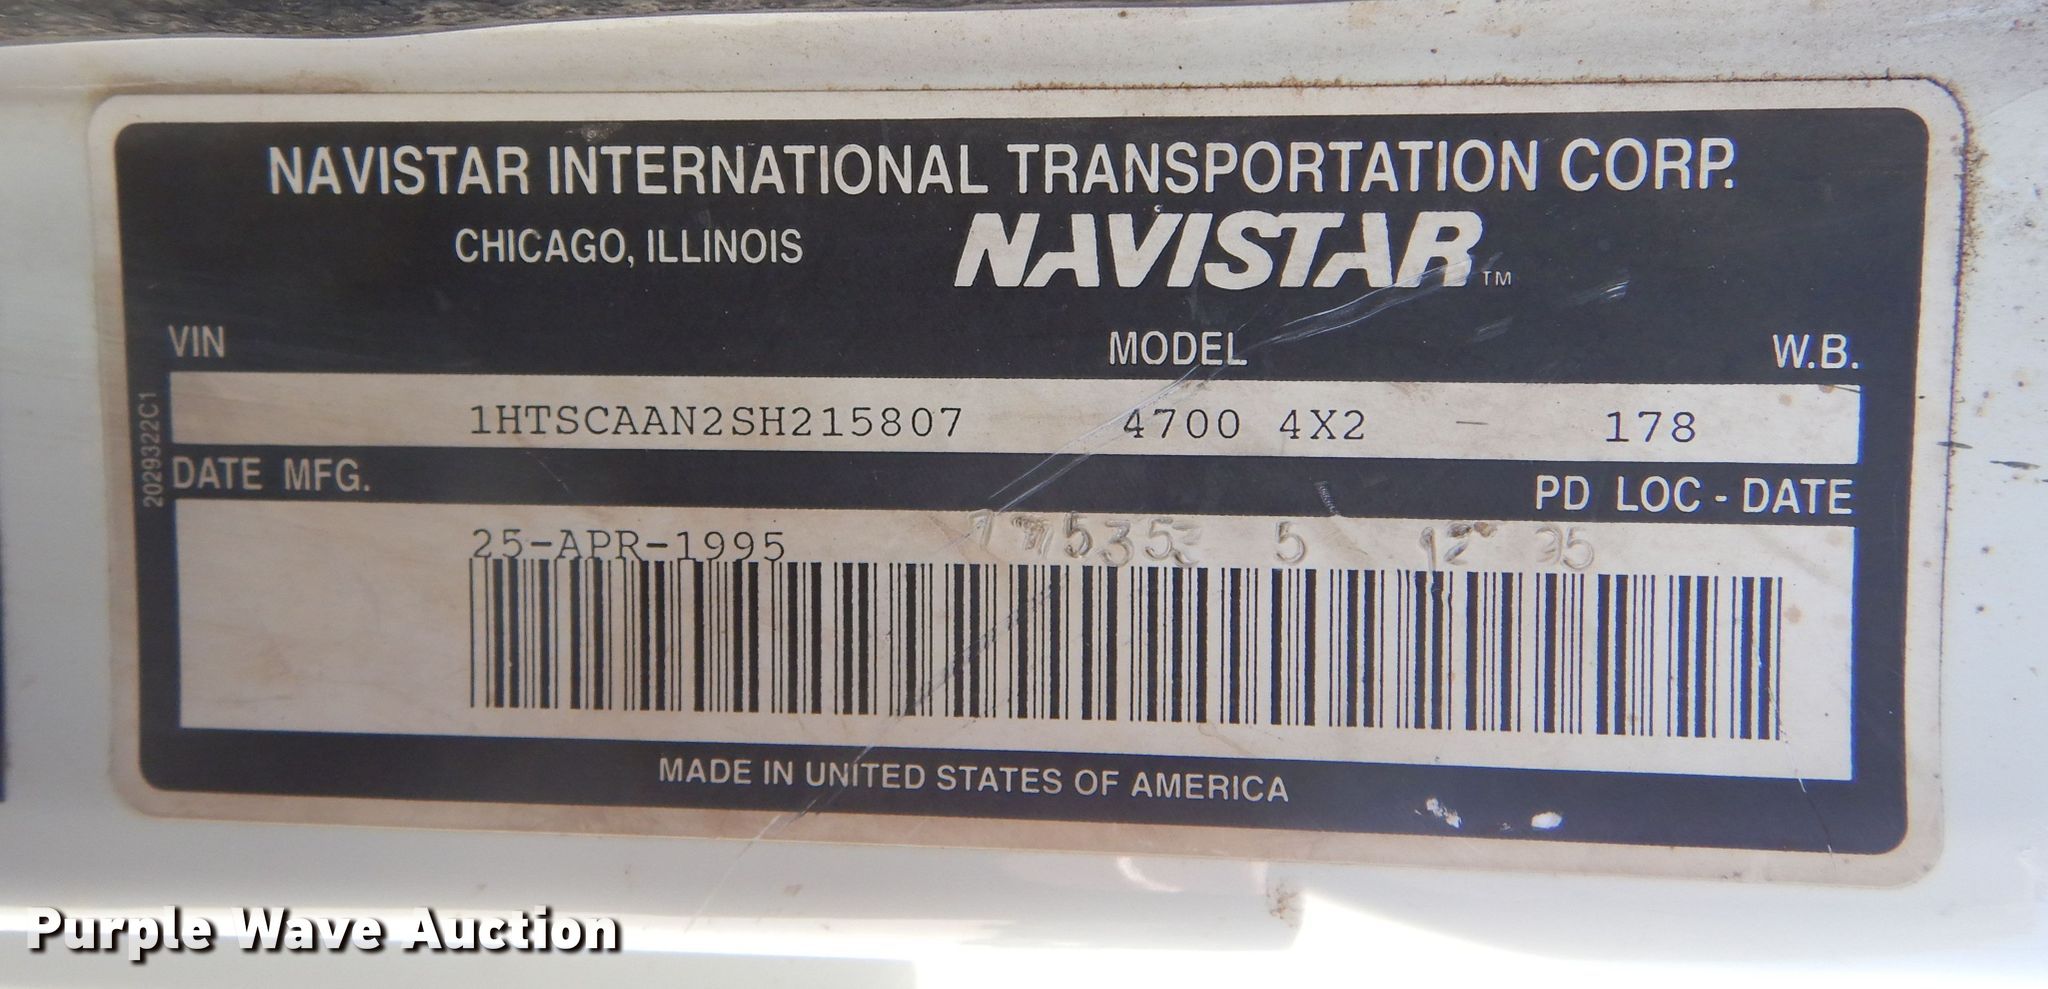 NAVISTAR INTERNATIONAL TRANSPORTATION CORP.
CHICAGO, ILLINOIS
NAVISTAR™
VIN MODEL W.B.
1HTSCAAN2SH215807 4700 4X2 — 178
2029322C1
DATE MFG. PD LOC - DATE
25-APR-1995 5
MADE IN UNITED STATES OF AMERICA
Purple Wave Auction